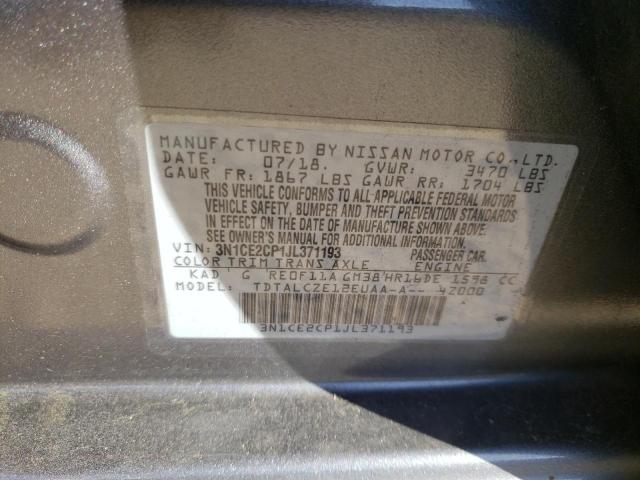 MANUFACTURED BY NISSAN MOTOR CO.,LTD.
DATE: 07/18. GVWR: 3470 LBS
GAWR FR: 1867 LBS GAWR RR: 1704 LBS
THIS VEHICLE CONFORMS TO ALL APPLICABLE FEDERAL MOTOR
VEHICLE SAFETY, BUMPER AND THEFT PREVENTION STANDARDS
IN EFFECT ON THE DATE OF MANUFACTURE SHOWN ABOVE.
SEE OWNER'S MANUAL FOR ADDITIONAL INFORMATION.
VIN: 3N1CE2CP1JL371193 PASSENGER CAR
COLOR TRIM TRANS AXLE ENGINE
KAD G RE0F11A GM38 HR16DE 1598 CC
MODEL: TDTALCZE12EUAA-A-- 4Z000
3N1CE2CP1JL371193